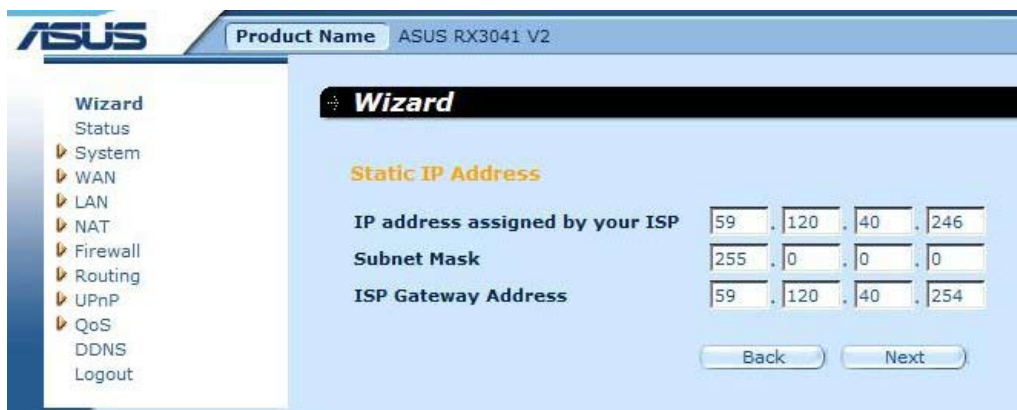 ASUS Product Name ASUS RX3041 V2
Wizard
Status
System
WAN
LAN
NAT
Firewall
Routing
UPnP
QoS
DDNS
Logout
Wizard
Static IP Address
IP address assigned by your ISP 59 . 120 . 40 . 246
Subnet Mask 255 . 0 . 0 . 0
ISP Gateway Address 59 . 120 . 40 . 254
Back Next